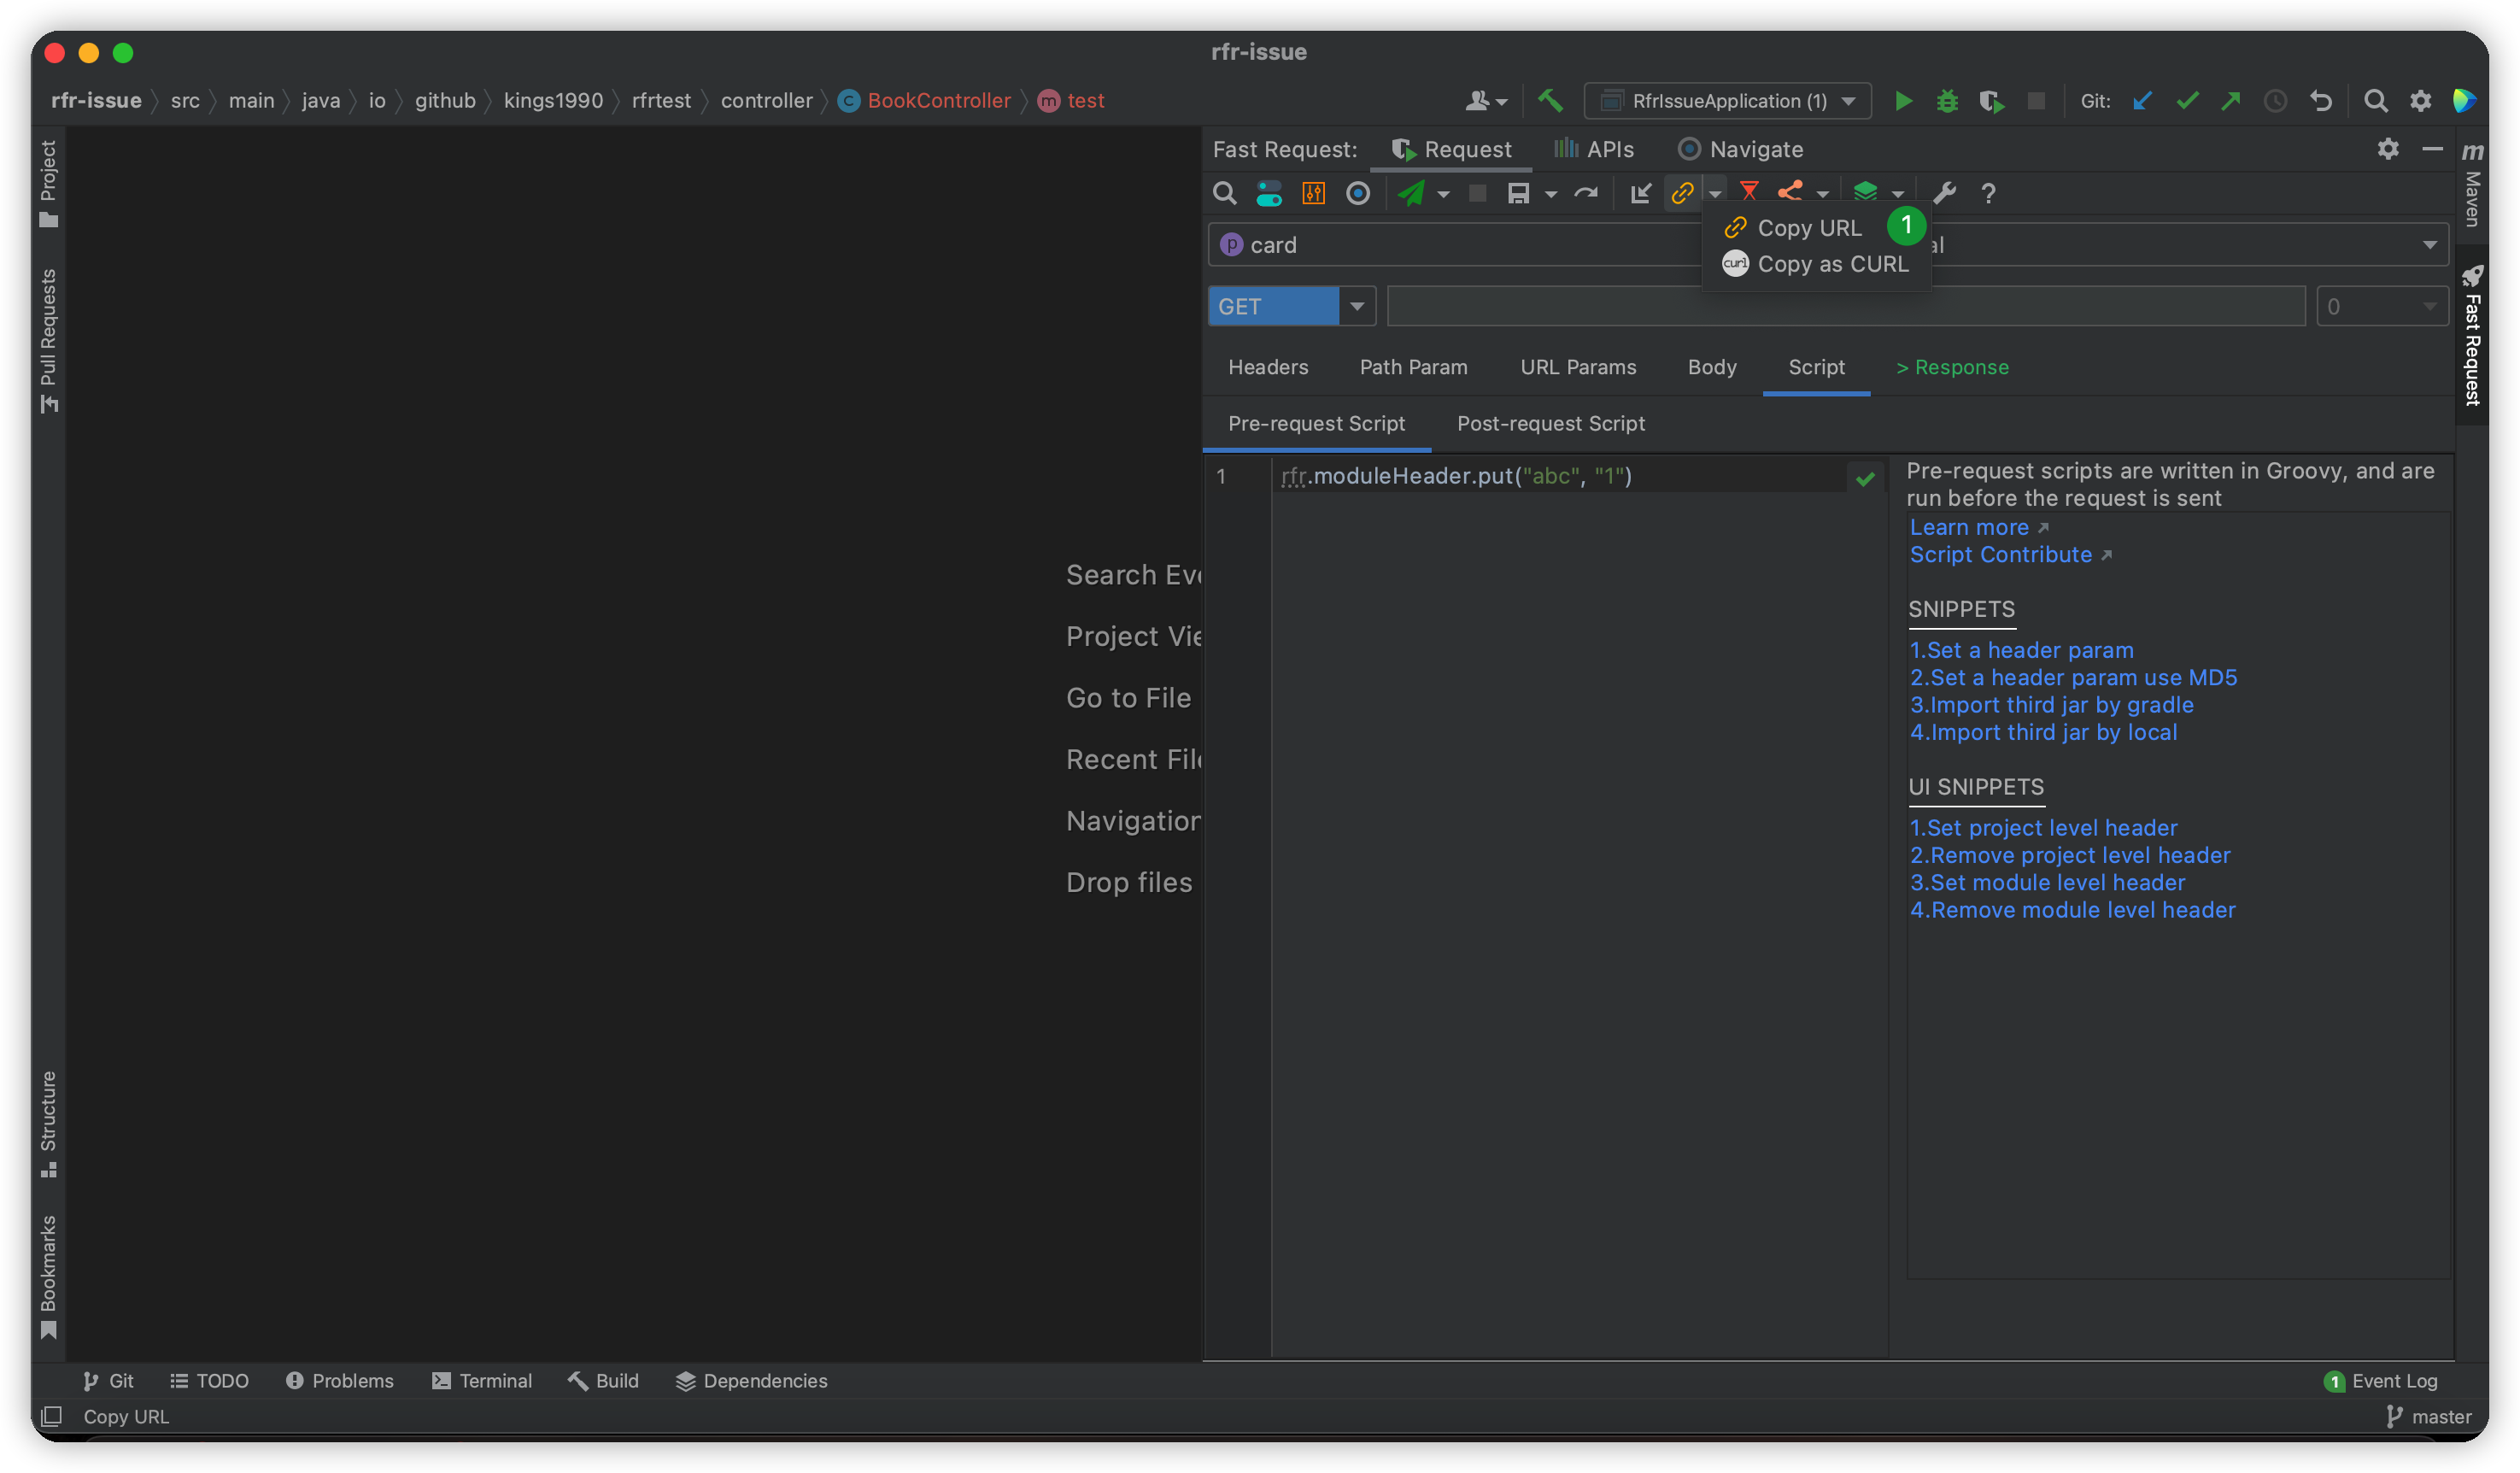 rfr-issue
rfr-issue src main java io github kings1990 rfrtest controller C BookController m test
RfrIssueApplication (1)
Git:
Project
Pull Requests
Structure
Bookmarks
Search Eve
Project Vie
Go to File
Recent File
Navigation
Drop files
Fast Request: Request APIs Navigate
p card
al
Copy URL 1
curl Copy as CURL
GET
0
Headers Path Param URL Params Body Script > Response
Pre-request Script Post-request Script
1 rfr.moduleHeader.put("abc", "1")
Pre-request scripts are written in Groovy, and are
run before the request is sent
Learn more
Script Contribute
SNIPPETS
1.Set a header param
2.Set a header param use MD5
3.Import third jar by gradle
4.Import third jar by local
UI SNIPPETS
1.Set project level header
2.Remove project level header
3.Set module level header
4.Remove module level header
m
Maven
Fast Request
Git TODO Problems Terminal Build Dependencies
1 Event Log
Copy URL
master